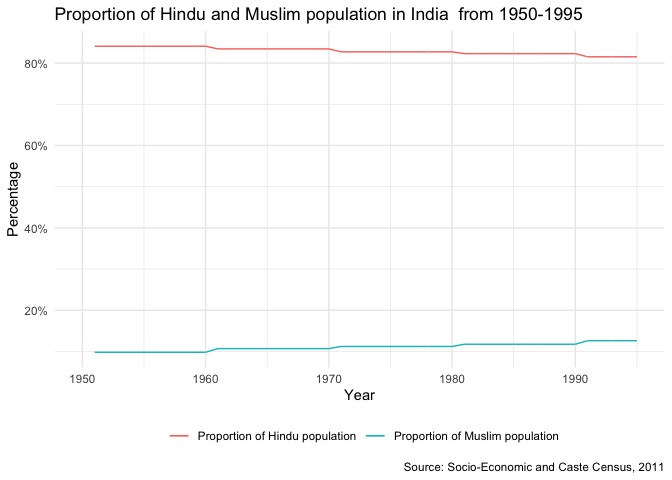 Proportion of Hindu and Muslim population in India  from 1950-1995
80%
60%
40%
20%
Percentage
1950 1960 1970 1980 1990
Year
Proportion of Hindu population Proportion of Muslim population
Source: Socio-Economic and Caste Census, 2011